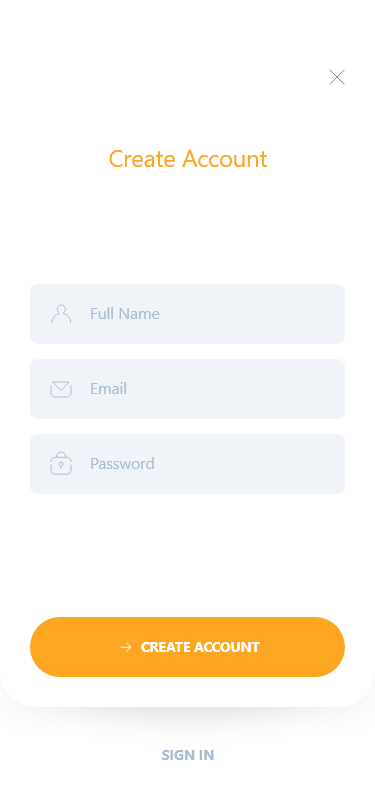 Create Account
Full Name
Email
Password
CREATE ACCOUNT
SIGN IN